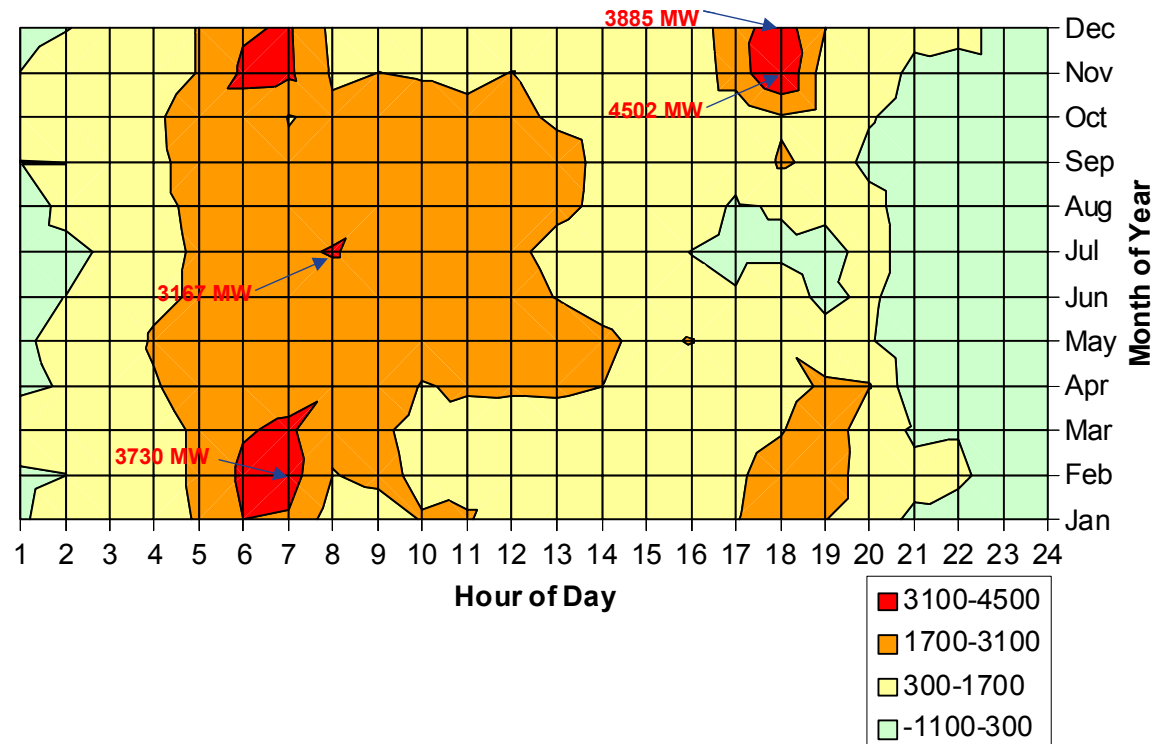 3885 MW
Dec
Nov
4502 MW
Oct
Sep
Aug
Jul
3167 MW
Jun
May
Apr
Mar
3730 MW
Feb
Jan
Month of Year
1 2 3 4 5 6 7 8 9 10 11 12 13 14 15 16 17 18 19 20 21 22 23 24
Hour of Day
3100-4500
1700-3100
300-1700
-1100-300